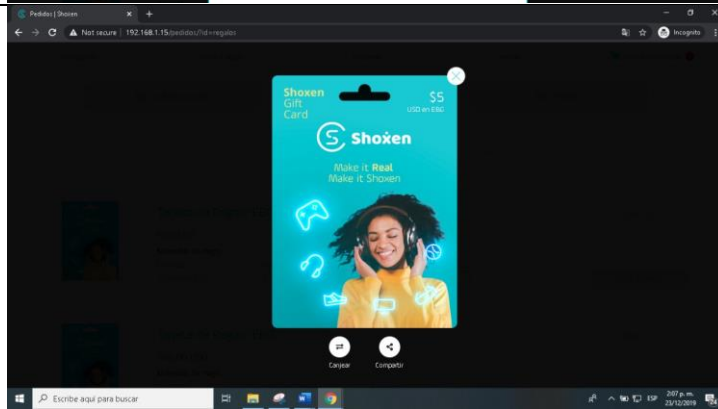 Pedidos | Shoxen
Not secure | 192.168.1.15/pedidos/?id=regalos
Incognito
Shoxen
Gift
Card
$5
USD en EBG
Shoxen
Make it Real
Make it Shoxen
Canjear
Compartir
Escribe aquí para buscar
ESP
2:07 p. m.
23/12/2019